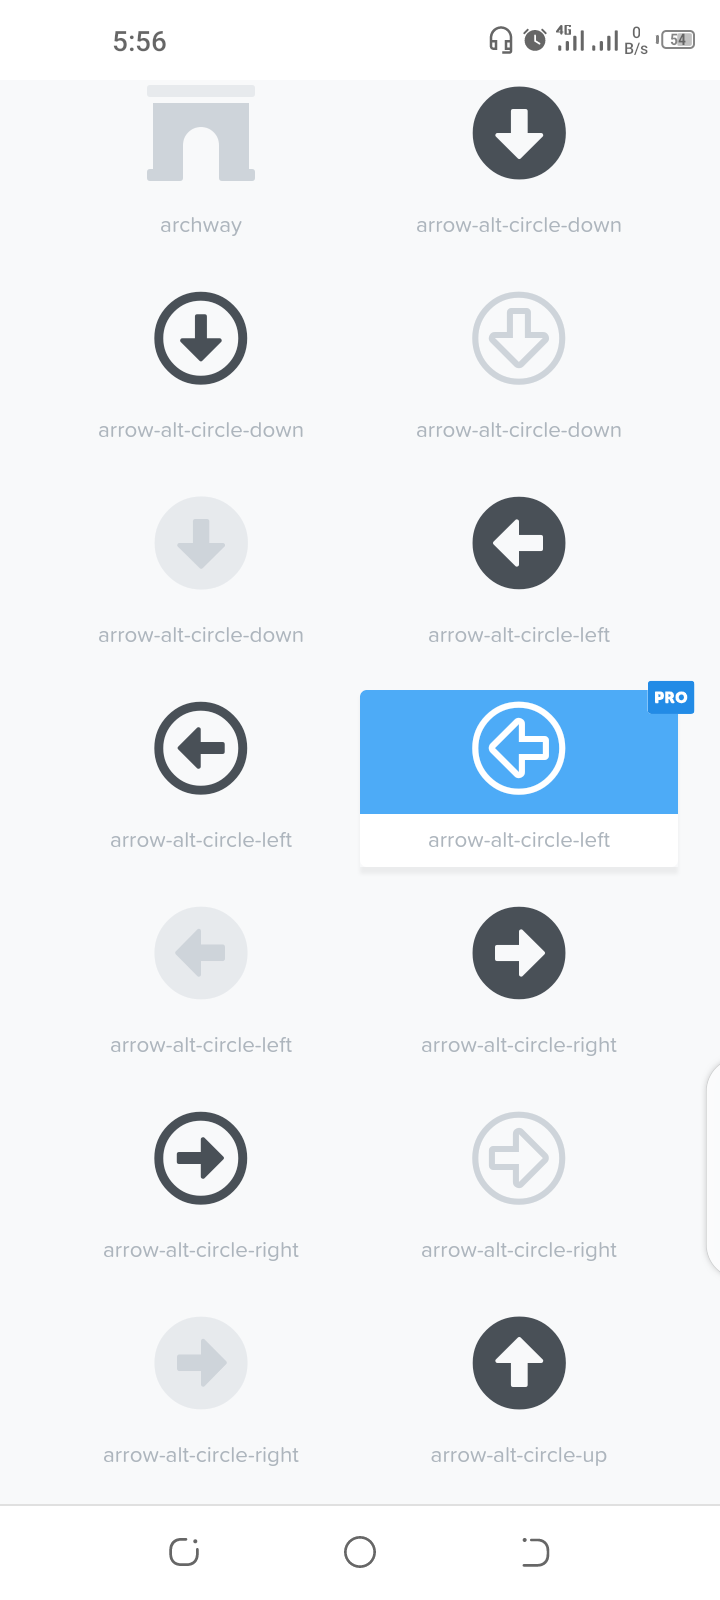 5:56
4G
0
B/s
54
archway
arrow-alt-circle-down
arrow-alt-circle-down
arrow-alt-circle-down
arrow-alt-circle-down
arrow-alt-circle-left
PRO
arrow-alt-circle-left
arrow-alt-circle-left
arrow-alt-circle-left
arrow-alt-circle-right
arrow-alt-circle-right
arrow-alt-circle-right
arrow-alt-circle-right
arrow-alt-circle-up